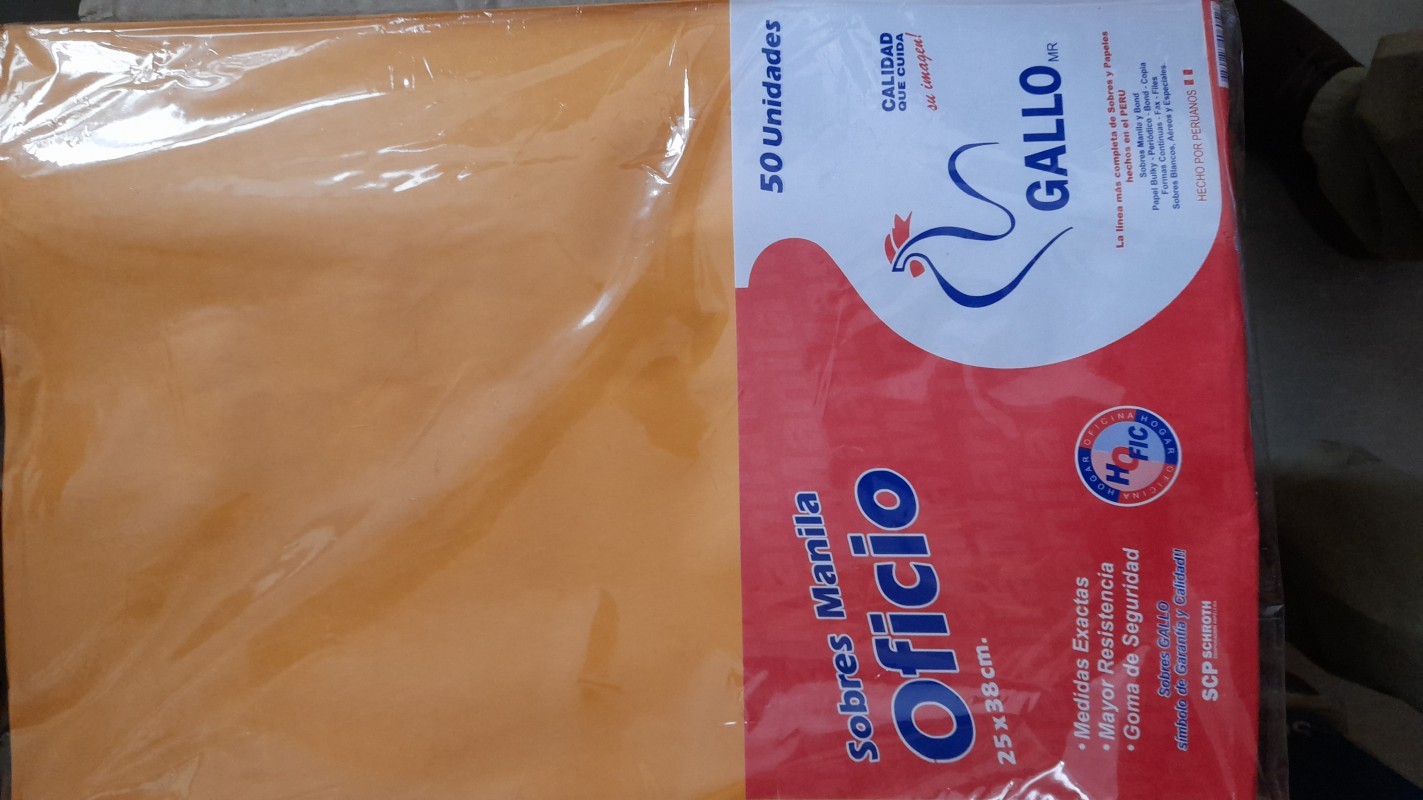 50 Unidades
CALIDAD
QUE CUIDA
su imagen!
GALLO MR
La línea más completa de Sobres y Papeles
hechos en el PERU
Sobres Manila y Bond
Papel Bulky - Periódico - Bond - Copia
Formas Continuas - Fax - Files
Sobres Blancos, Aéreos y Especiales.
HECHO POR PERUANOS
Sobres Manila
Oficio
25x38cm.
HOGAR OFICINA HOGAR OFICINA
HOFIC
• Medidas Exactas
• Mayor Resistencia
• Goma de Seguridad
Sobres GALLO
símbolo de Garantía y Calidad!!
SCP SCHROTH